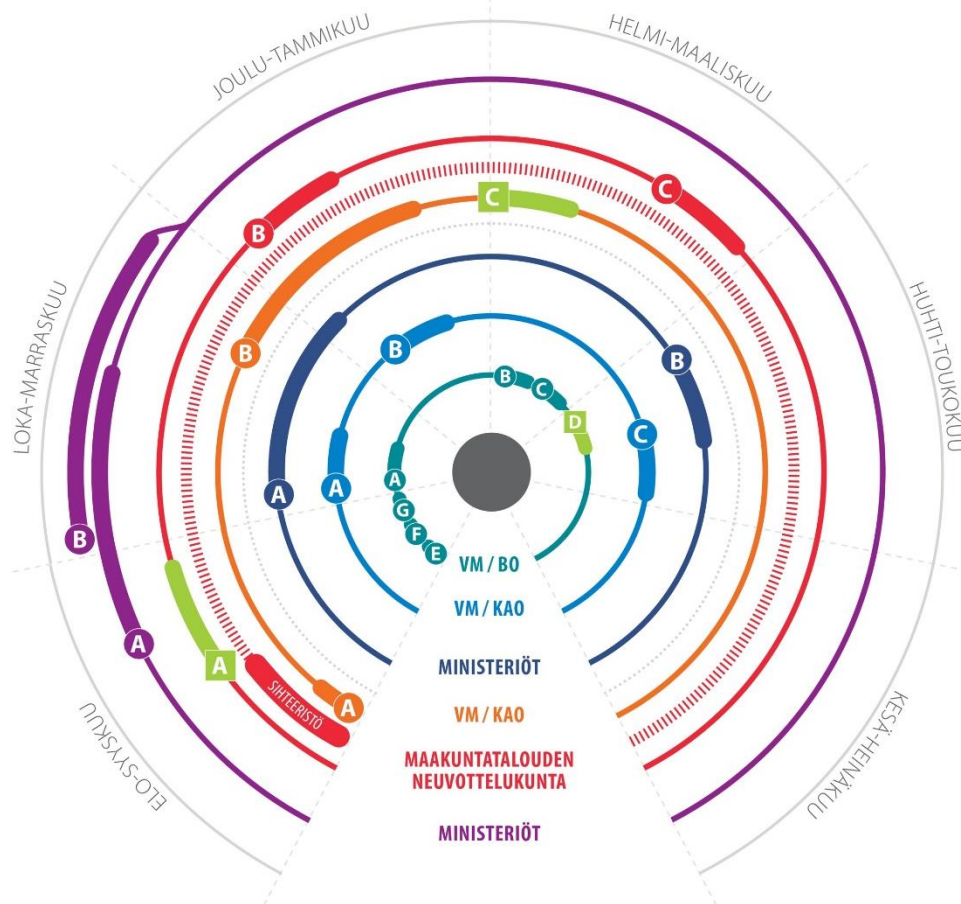 JOULU-TAMMIKUU
HELMI-MAALISKUU
LOKA-MARRASKUU
HUHTI-TOUKOKUU
ELO-SYYSKUU
KESÄ-HEINÄKUU
C
B
C
B
B
B
B
C
D
C
A
A
A
G
F
E
B
A
A
SIHTEERISTÖ
A
VM / BO
VM / KAO
MINISTERIÖT
VM / KAO
MAAKUNTATALOUDEN
NEUVOTTELUKUNTA
MINISTERIÖT